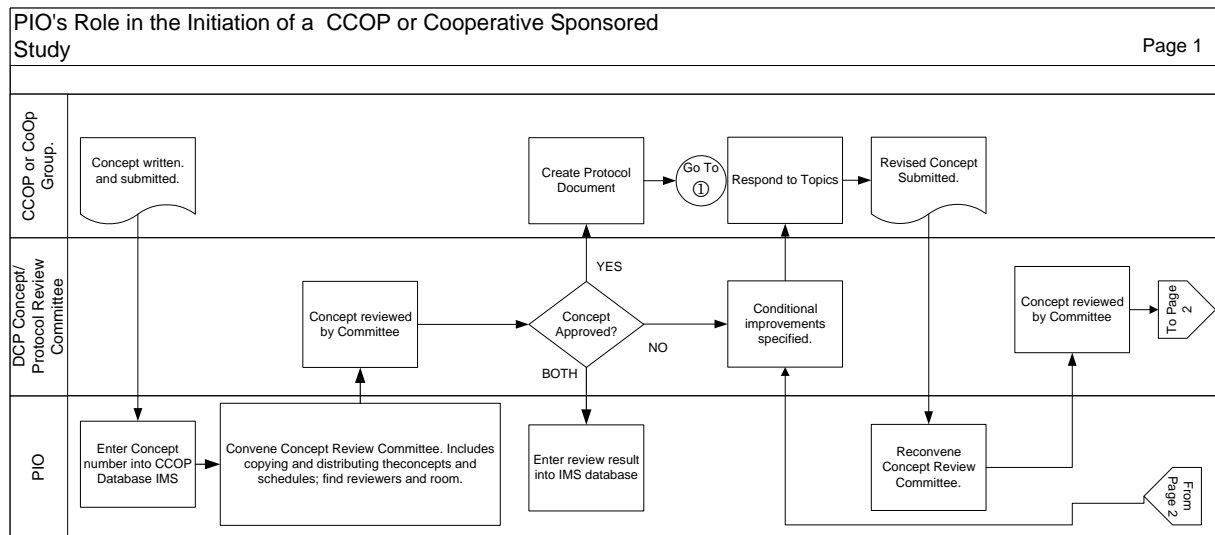 PIO's Role in the Initiation of a  CCOP or Cooperative Sponsored
Study
Page 1
CCOP or CoOp
Group.
Concept written.
and submitted.
Create Protocol
Document
Go To
①
Respond to Topics
Revised Concept
Submitted.
DCP Concept/
Protocol Review
Committee
Concept reviewed
by Committee
YES
Concept
Approved?
NO
BOTH
Conditional
improvements
specified.
Concept reviewed
by Committee
To Page
2
PIO
Enter Concept
number into CCOP
Database IMS
Convene Concept Review Committee. Includes
copying and distributing theconcepts and
schedules; find reviewers and room.
Enter review result
into IMS database
Reconvene
Concept Review
Committee.
From
Page 2